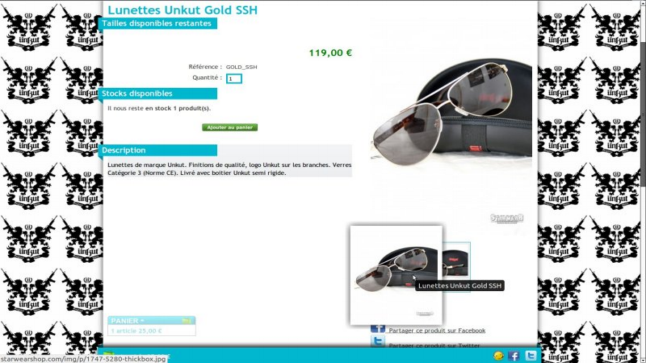 Lunettes Unkut Gold SSH
Tailles disponibles restantes
119,00 €
Référence : GOLD_SSH
Quantité : 1
Stocks disponibles
Il nous reste en stock 1 produit(s).
Ajouter au panier
Description
Lunettes de marque Unkut. Finitions de qualité, logo Unkut sur les branches. Verres
Catégorie 3 (Norme CE). Livré avec boîtier Unkut semi rigide.
Lunettes Unkut Gold SSH
PANIER
1 article 25,00 €
Partager ce produit sur Facebook
Partager ce produit sur Twitter
starwearshop.com/img/p/1747-5280-thickbox.jpg